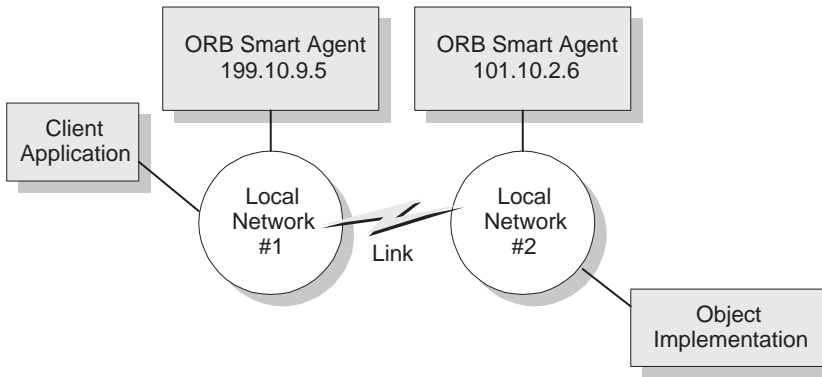 ORB Smart Agent
199.10.9.5
ORB Smart Agent
101.10.2.6
Client
Application
Local
Network
#1
Link
Local
Network
#2
Object
Implementation